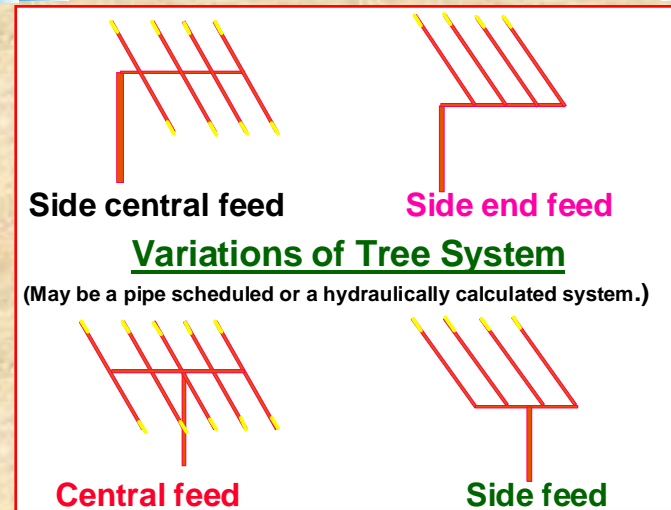 Side central feed
Side end feed
Variations of Tree System
(May be a pipe scheduled or a hydraulically calculated system.)
Central feed
Side feed